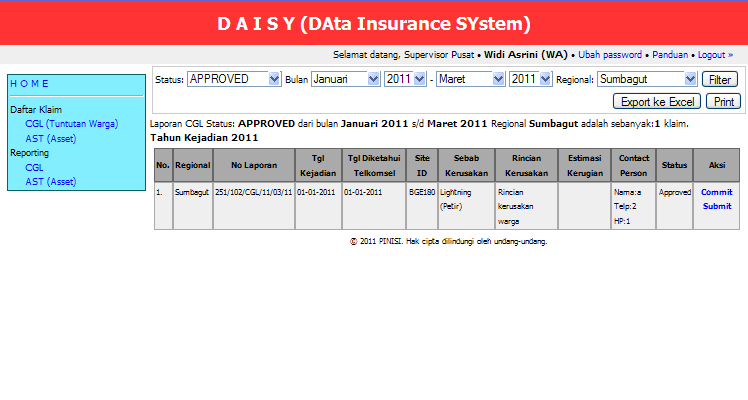 D A I S Y (DAta Insurance SYstem)
Selamat datang, Supervisor Pusat • Widi Asrini (WA) • Ubah password • Panduan • Logout »
H O M E
Daftar Klaim
CGL (Tuntutan Warga)
AST (Asset)
Reporting
CGL
AST (Asset)
Status: APPROVED Bulan Januari 2011 - Maret 2011 Regional: Sumbagut Filter
Export ke Excel Print
Laporan CGL Status: APPROVED dari bulan Januari 2011 s/d Maret 2011 Regional Sumbagut adalah sebanyak:1 klaim.
Tahun Kejadian 2011
No. Regional No Laporan Tgl Kejadian Tgl Diketahui Telkomsel Site ID Sebab Kerusakan Rincian Kerusakan Estimasi Kerugian Contact Person Status Aksi
1. Sumbagut 251/102/CGL/11/03/11 01-01-2011 01-01-2011 BGE180 Lightning (Petir) Rincian kerusakan warga Nama:a Telp:2 HP:1 Approved Commit Submit
© 2011 PINISI. Hak cipta dilindungi oleh undang-undang.